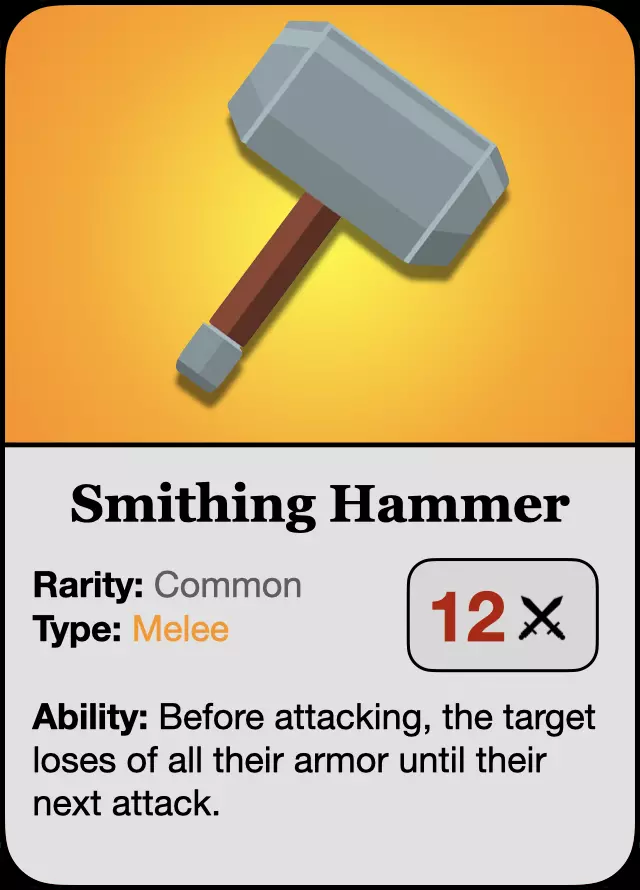 Smithing Hammer
Rarity: Common
Type: Melee
12
Ability: Before attacking, the target
loses of all their armor until their
next attack.